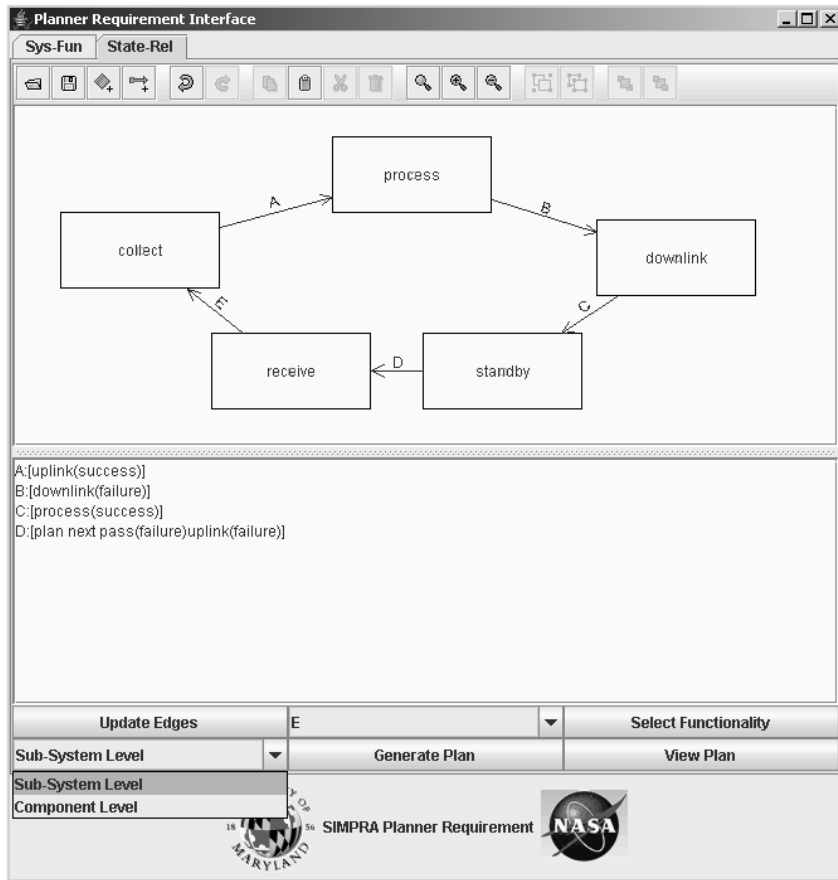 Planner Requirement Interface
Sys-Fun State-Rel
process
A
B
collect
downlink
E
C
receive
D
standby
A:[uplink(success)]
B:[downlink(failure)]
C:[process(success)]
D:[plan next pass(failure)uplink(failure)]
Update Edges E Select Functionality
Sub-System Level Generate Plan View Plan
Sub-System Level
Component Level
18 56
MARYLAND
SIMPRA Planner Requirement
NASA